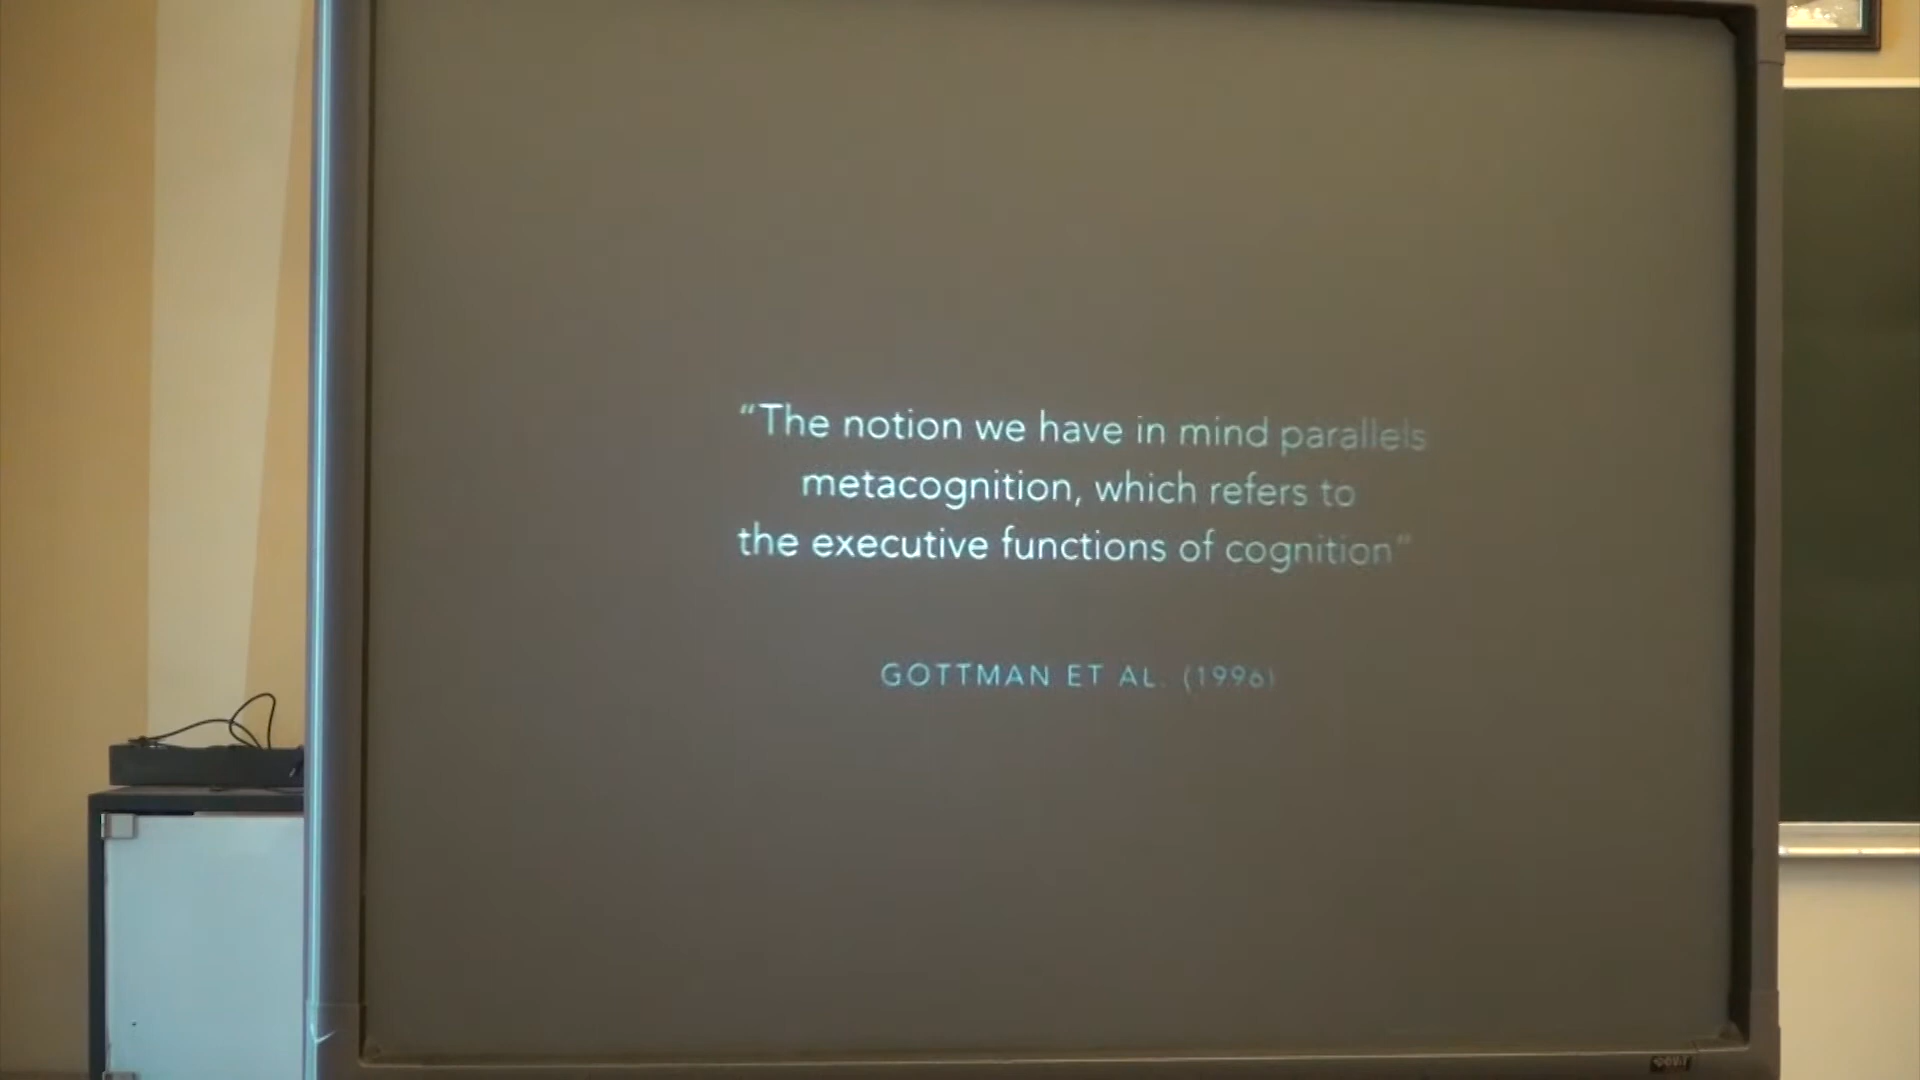 “The notion we have in mind parallels
metacognition, which refers to
the executive functions of cognition”
GOTTMAN ET AL. (1996)